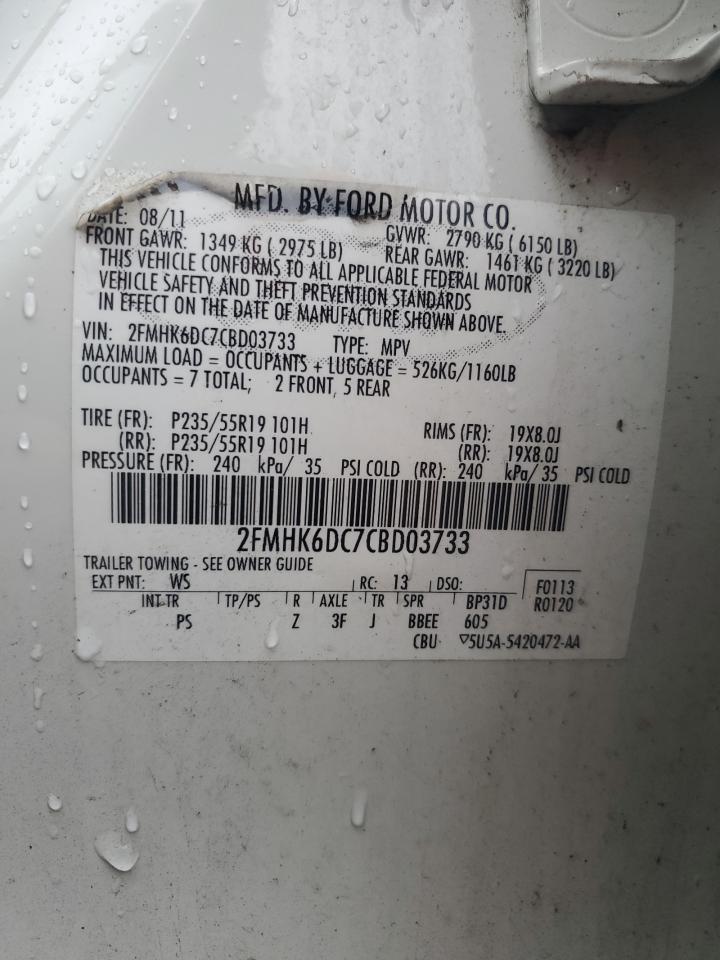 MFD. BY FORD MOTOR CO.
DATE: 08/11 GVWR: 2790 KG ( 6150 LB)
FRONT GAWR: 1349 KG ( 2975 LB) REAR GAWR: 1461 KG ( 3220 LB)
THIS VEHICLE CONFORMS TO ALL APPLICABLE FEDERAL MOTOR
VEHICLE SAFETY AND THEFT PREVENTION STANDARDS
IN EFFECT ON THE DATE OF MANUFACTURE SHOWN ABOVE.
VIN: 2FMHK6DC7CBD03733 TYPE: MPV
MAXIMUM LOAD = OCCUPANTS + LUGGAGE = 526KG/1160LB
OCCUPANTS = 7 TOTAL; 2 FRONT, 5 REAR
TIRE (FR): P235/55R19 101H RIMS (FR): 19X8.0J
(RR): P235/55R19 101H (RR): 19X8.0J
PRESSURE (FR): 240 kPa/ 35 PSI COLD (RR): 240 kPa/ 35 PSI COLD
2FMHK6DC7CBD03733
TRAILER TOWING - SEE OWNER GUIDE
EXT PNT: WS RC: 13 DSO: F0113
INT TR TP/PS R AXLE TR SPR BP31D R0120
PS Z 3F J BBEE 605
CBU ▽5U5A-5420472-AA